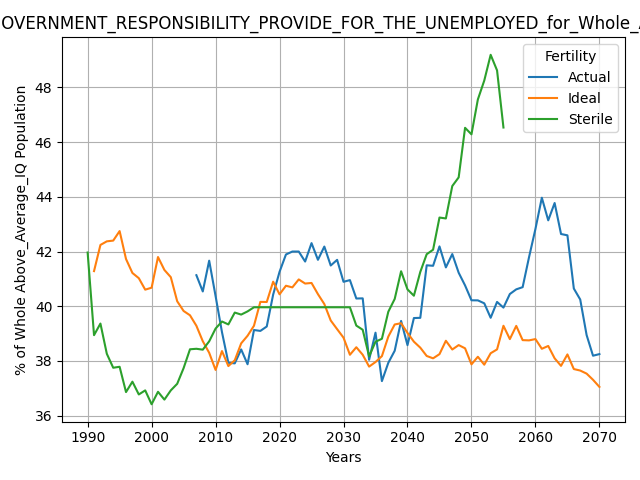 OVERNMENT_RESPONSIBILITY_PROVIDE_FOR_THE_UNEMPLOYED_for_Whole_
Fertility
Actual
Ideal
Sterile
% of Whole Above_Average_IQ Population
48
46
44
42
40
38
36
1990 2000 2010 2020 2030 2040 2050 2060 2070
Years